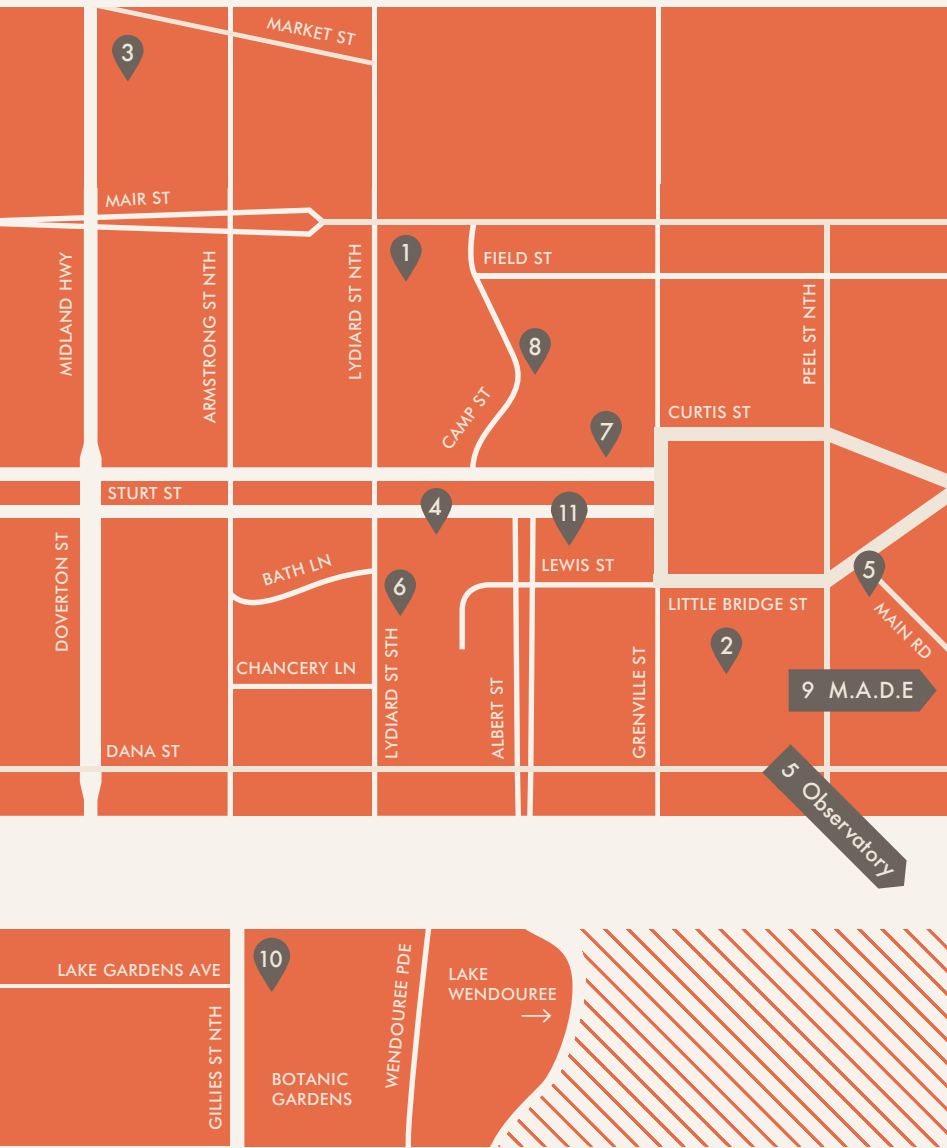 MARKET ST
3
MAIR ST
1
FIELD ST
MIDLAND HWY
ARMSTRONG ST NTH
LYDIARD ST NTH
PEEL ST NTH
8
CAMP ST
CURTIS ST
7
STURT ST
4
11
DOVERTON ST
BATH LN
LEWIS ST
5
6
LITTLE BRIDGE ST
MAIN RD
2
LYDIARD ST STH
CHANCERY LN
ALBERT ST
GRENVILLE ST
9 M.A.D.E
DANA ST
5 Observatory
10
LAKE GARDENS AVE
WENDOUREE PDE
LAKE
WENDOUREE
→
GILLIES ST NTH
BOTANIC
GARDENS